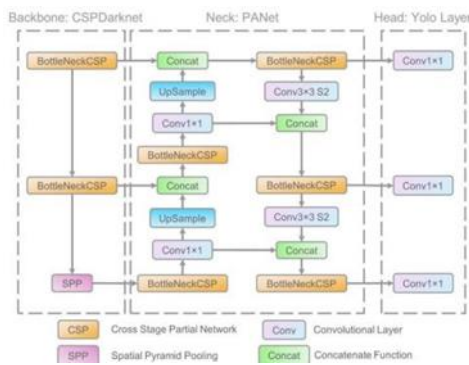 Backbone: CSPDarknet
Neck: PANet
Head: Yolo Layer
BottleNeckCSP
Concat
BottleNeckCSP
Conv1×1
UpSample
Conv3×3 S2
Conv1×1
Concat
BottleNeckCSP
BottleNeckCSP
Concat
BottleNeckCSP
Conv1×1
UpSample
Conv3×3 S2
Conv1×1
Concat
SPP
BottleNeckCSP
BottleNeckCSP
Conv1×1
CSP
Cross Stage Partial Network
Conv
Convolutional Layer
SPP
Spatial Pyramid Pooling
Concat
Concatenate Function